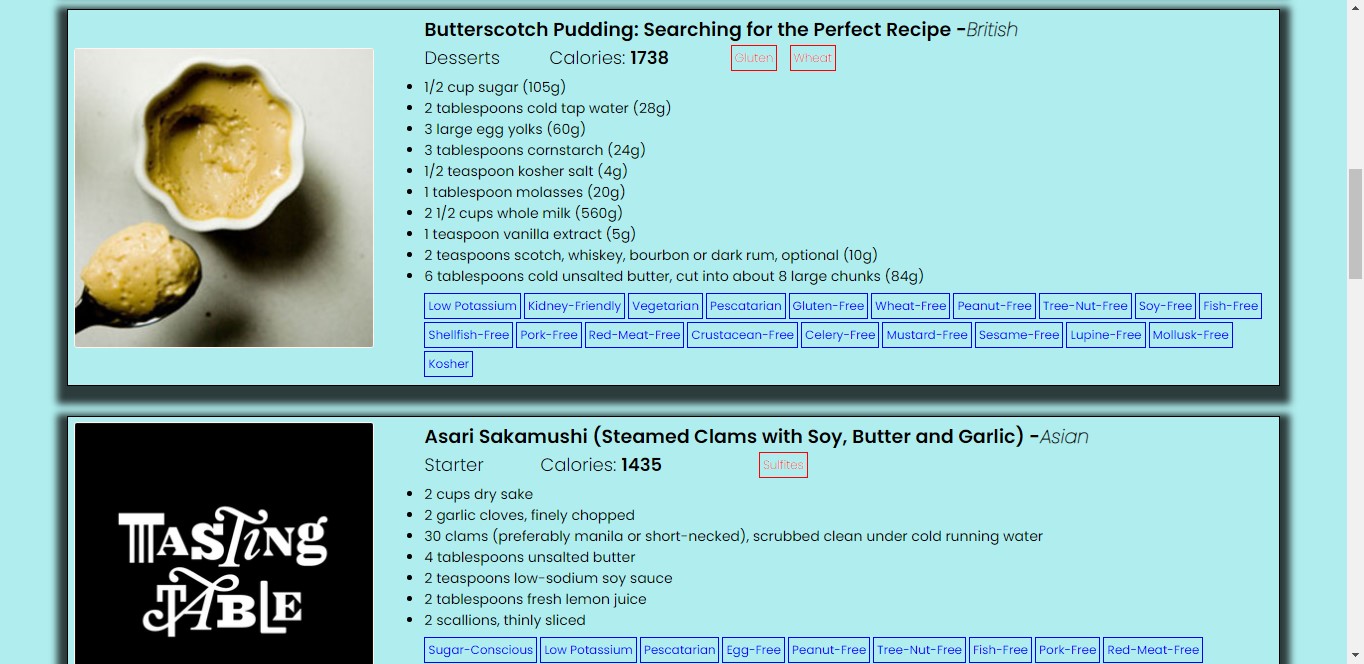 Butterscotch Pudding: Searching for the Perfect Recipe -British
Desserts Calories: 1738 Gluten Wheat
1/2 cup sugar (105g)
2 tablespoons cold tap water (28g)
3 large egg yolks (60g)
3 tablespoons cornstarch (24g)
1/2 teaspoon kosher salt (4g)
1 tablespoon molasses (20g)
2 1/2 cups whole milk (560g)
1 teaspoon vanilla extract (5g)
2 teaspoons scotch, whiskey, bourbon or dark rum, optional (10g)
6 tablespoons cold unsalted butter, cut into about 8 large chunks (84g)
Low Potassium Kidney-Friendly Vegetarian Pescatarian Gluten-Free Wheat-Free Peanut-Free Tree-Nut-Free Soy-Free Fish-Free
Shellfish-Free Pork-Free Red-Meat-Free Crustacean-Free Celery-Free Mustard-Free Sesame-Free Lupine-Free Mollusk-Free
Kosher
TASTING
TABLE
Asari Sakamushi (Steamed Clams with Soy, Butter and Garlic) -Asian
Starter Calories: 1435 Sulfites
2 cups dry sake
2 garlic cloves, finely chopped
30 clams (preferably manila or short-necked), scrubbed clean under cold running water
4 tablespoons unsalted butter
2 teaspoons low-sodium soy sauce
2 tablespoons fresh lemon juice
2 scallions, thinly sliced
Sugar-Conscious Low Potassium Pescatarian Egg-Free Peanut-Free Tree-Nut-Free Fish-Free Pork-Free Red-Meat-Free